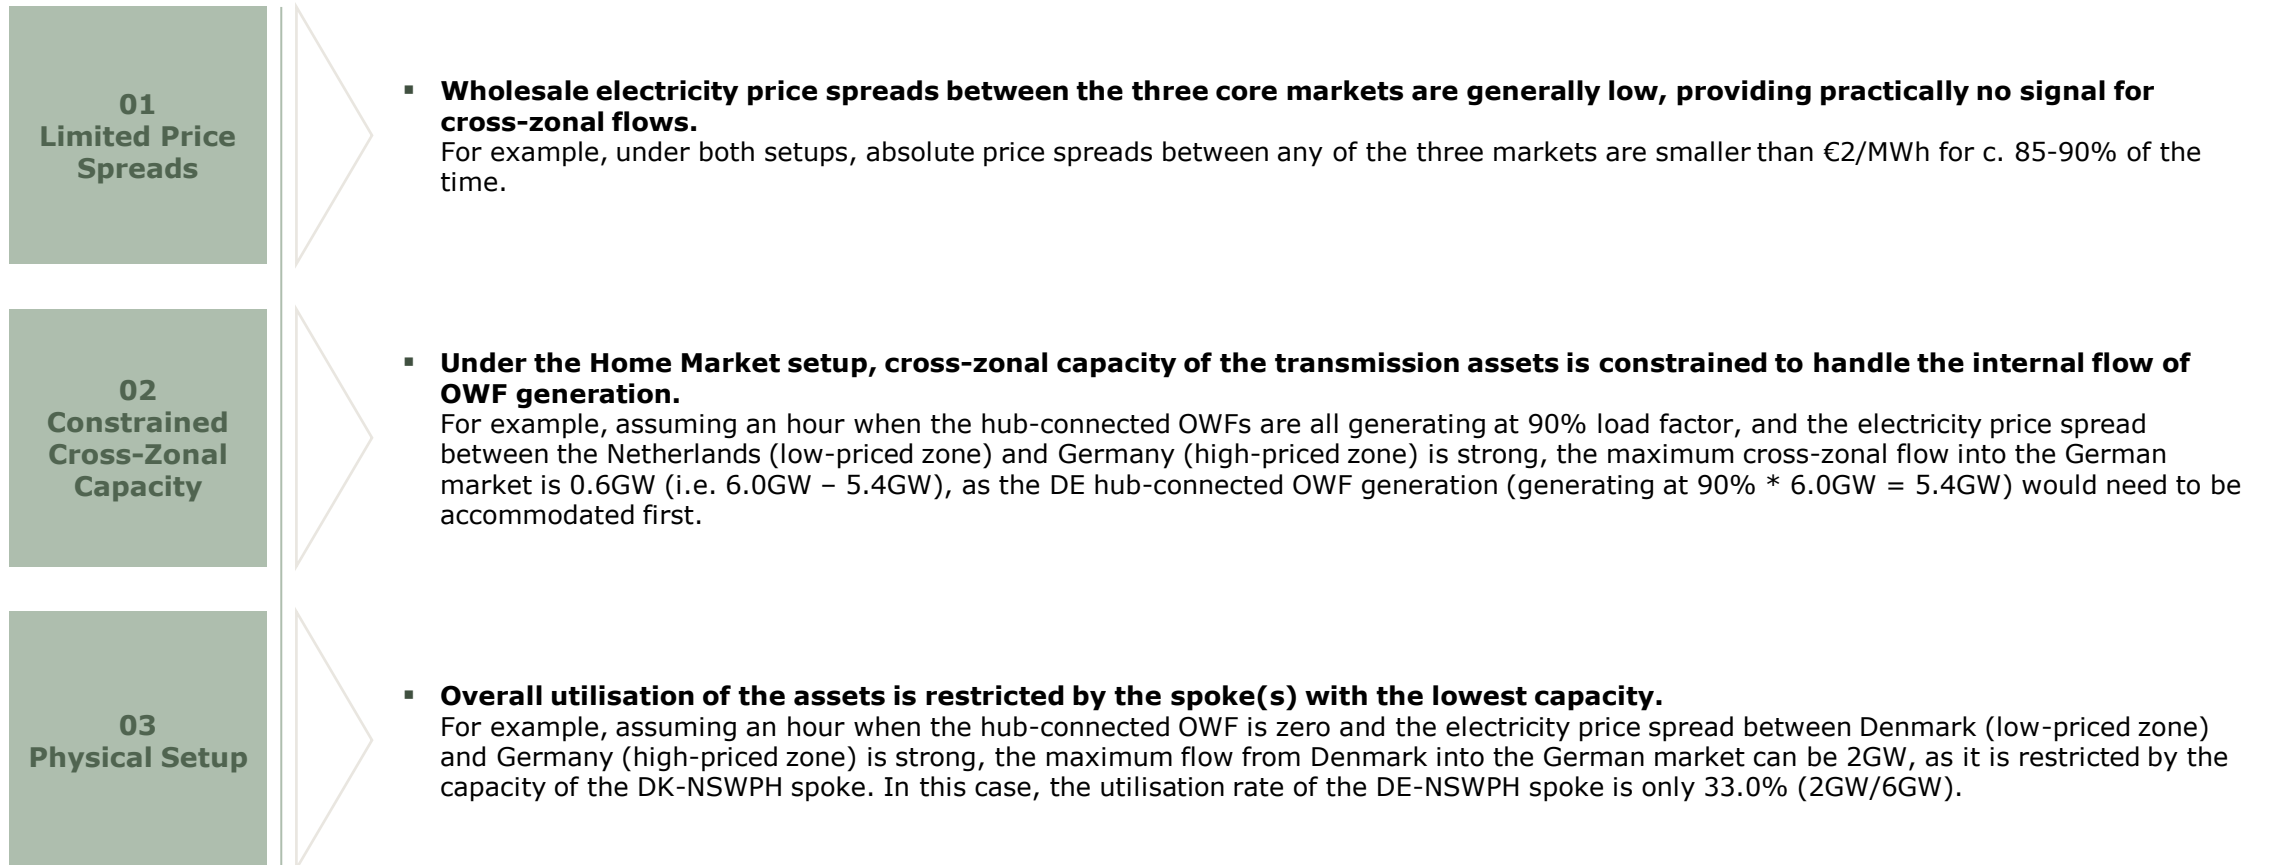 01
Limited Price
Spreads
▪ Wholesale electricity price spreads between the three core markets are generally low, providing practically no signal for
cross-zonal flows.
For example, under both setups, absolute price spreads between any of the three markets are smaller than €2/MWh for c. 85-90% of the
time.
02
Constrained
Cross-Zonal
Capacity
▪ Under the Home Market setup, cross-zonal capacity of the transmission assets is constrained to handle the internal flow of
OWF generation.
For example, assuming an hour when the hub-connected OWFs are all generating at 90% load factor, and the electricity price spread
between the Netherlands (low-priced zone) and Germany (high-priced zone) is strong, the maximum cross-zonal flow into the German
market is 0.6GW (i.e. 6.0GW – 5.4GW), as the DE hub-connected OWF generation (generating at 90% * 6.0GW = 5.4GW) would need to be
accommodated first.
03
Physical Setup
▪ Overall utilisation of the assets is restricted by the spoke(s) with the lowest capacity.
For example, assuming an hour when the hub-connected OWF is zero and the electricity price spread between Denmark (low-priced zone)
and Germany (high-priced zone) is strong, the maximum flow from Denmark into the German market can be 2GW, as it is restricted by the
capacity of the DK-NSWPH spoke. In this case, the utilisation rate of the DE-NSWPH spoke is only 33.0% (2GW/6GW).